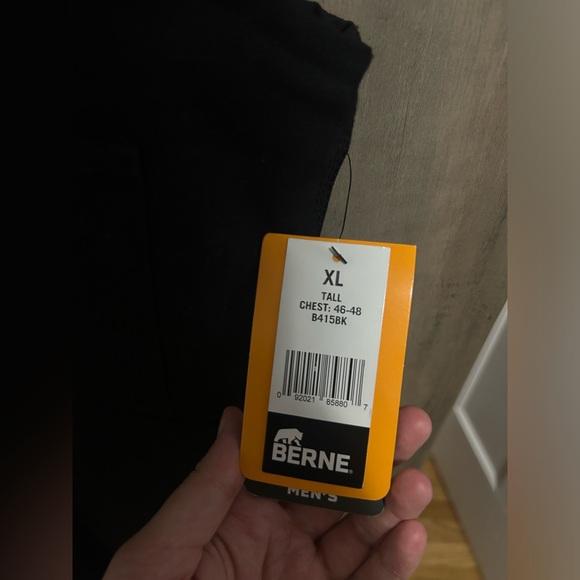 XL
TALL
CHEST: 46-48
B415BK
0 92021 85880 7
BERNE
MEN'S